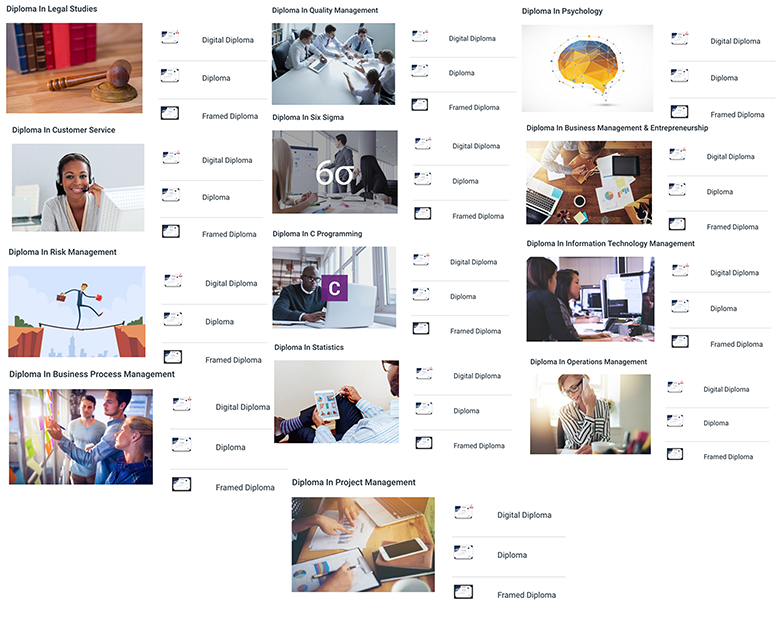 Diploma In Legal Studies
Digital Diploma
Diploma
Framed Diploma
Diploma In Customer Service
Digital Diploma
Diploma
Framed Diploma
Diploma In Risk Management
Digital Diploma
Diploma
Framed Diploma
Diploma In Business Process Management
Digital Diploma
Diploma
Framed Diploma
Diploma In Quality Management
Digital Diploma
Diploma
Framed Diploma
Diploma In Six Sigma
6σ
Digital Diploma
Diploma
Framed Diploma
Diploma In C Programming
C
Digital Diploma
Diploma
Framed Diploma
Diploma In Statistics
Digital Diploma
Diploma
Framed Diploma
Diploma In Psychology
Digital Diploma
Diploma
Framed Diploma
Diploma In Business Management & Entrepreneurship
Digital Diploma
Diploma
Framed Diploma
Diploma In Information Technology Management
Digital Diploma
Diploma
Framed Diploma
Diploma In Operations Management
Digital Diploma
Diploma
Framed Diploma
Diploma In Project Management
Digital Diploma
Diploma
Framed Diploma